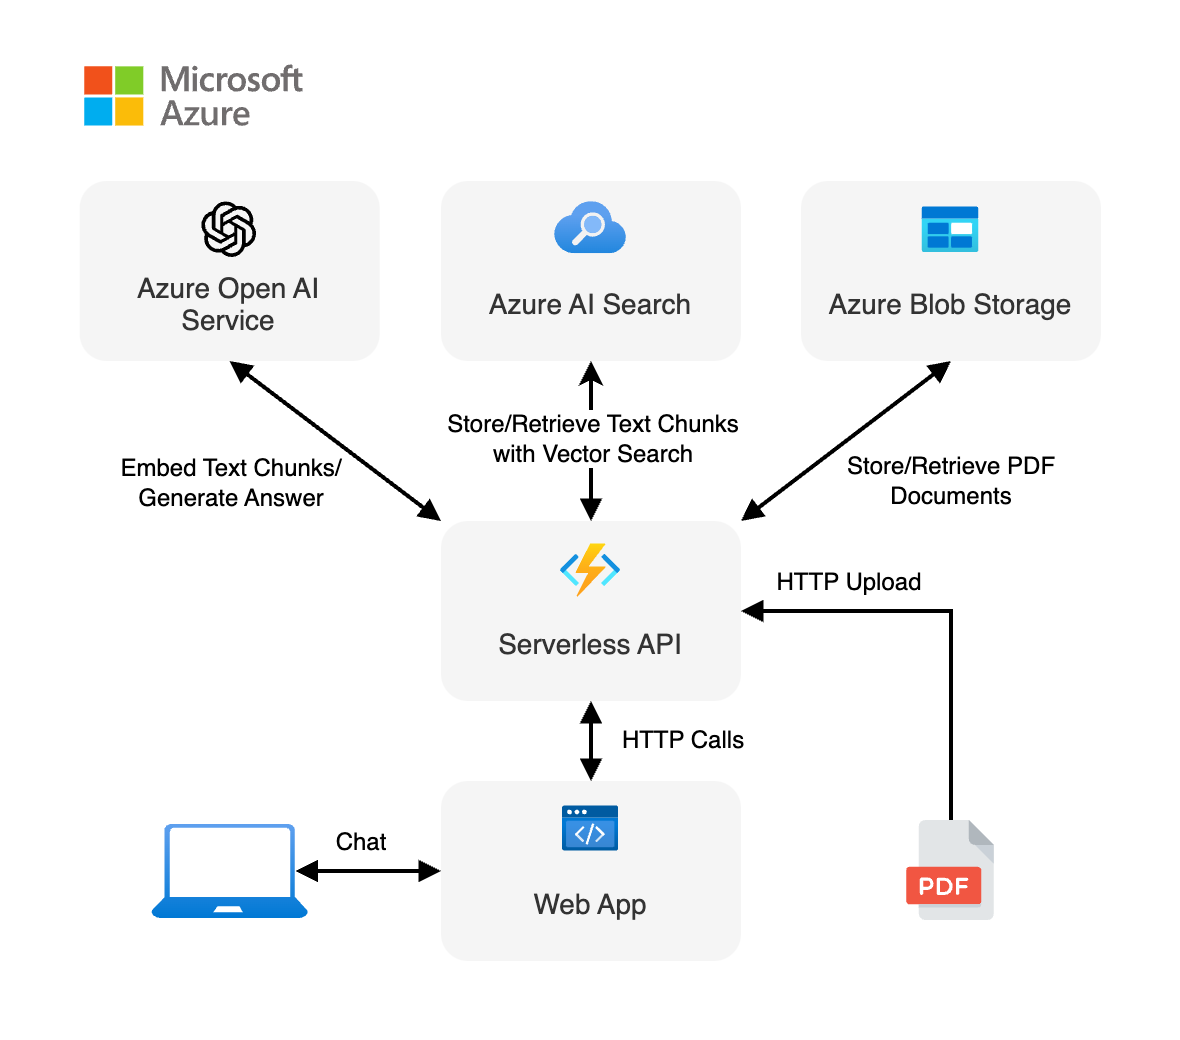 Microsoft
Azure
Azure Open AI
Service
Azure AI Search
Azure Blob Storage
Store/Retrieve Text Chunks
with Vector Search
Embed Text Chunks/
Generate Answer
Store/Retrieve PDF
Documents
HTTP Upload
Serverless API
HTTP Calls
Chat
Web App
PDF